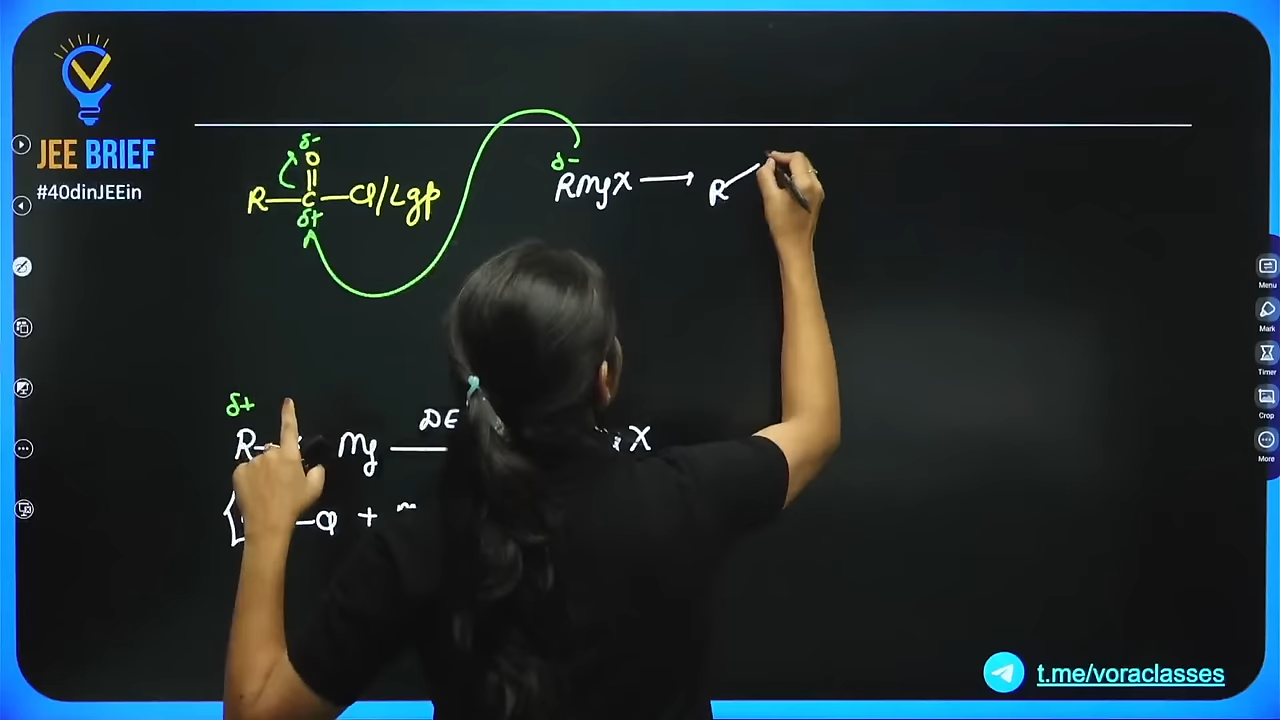 JEE BRIEF
#40dinJEEin
δ-
O
R-C-Cl/Lgp
δ+
δ-
RMgX → R
δ+
R- Mg DE X
-Cl +
Menu
Mark
Timer
Crop
More
t.me/voraclasses